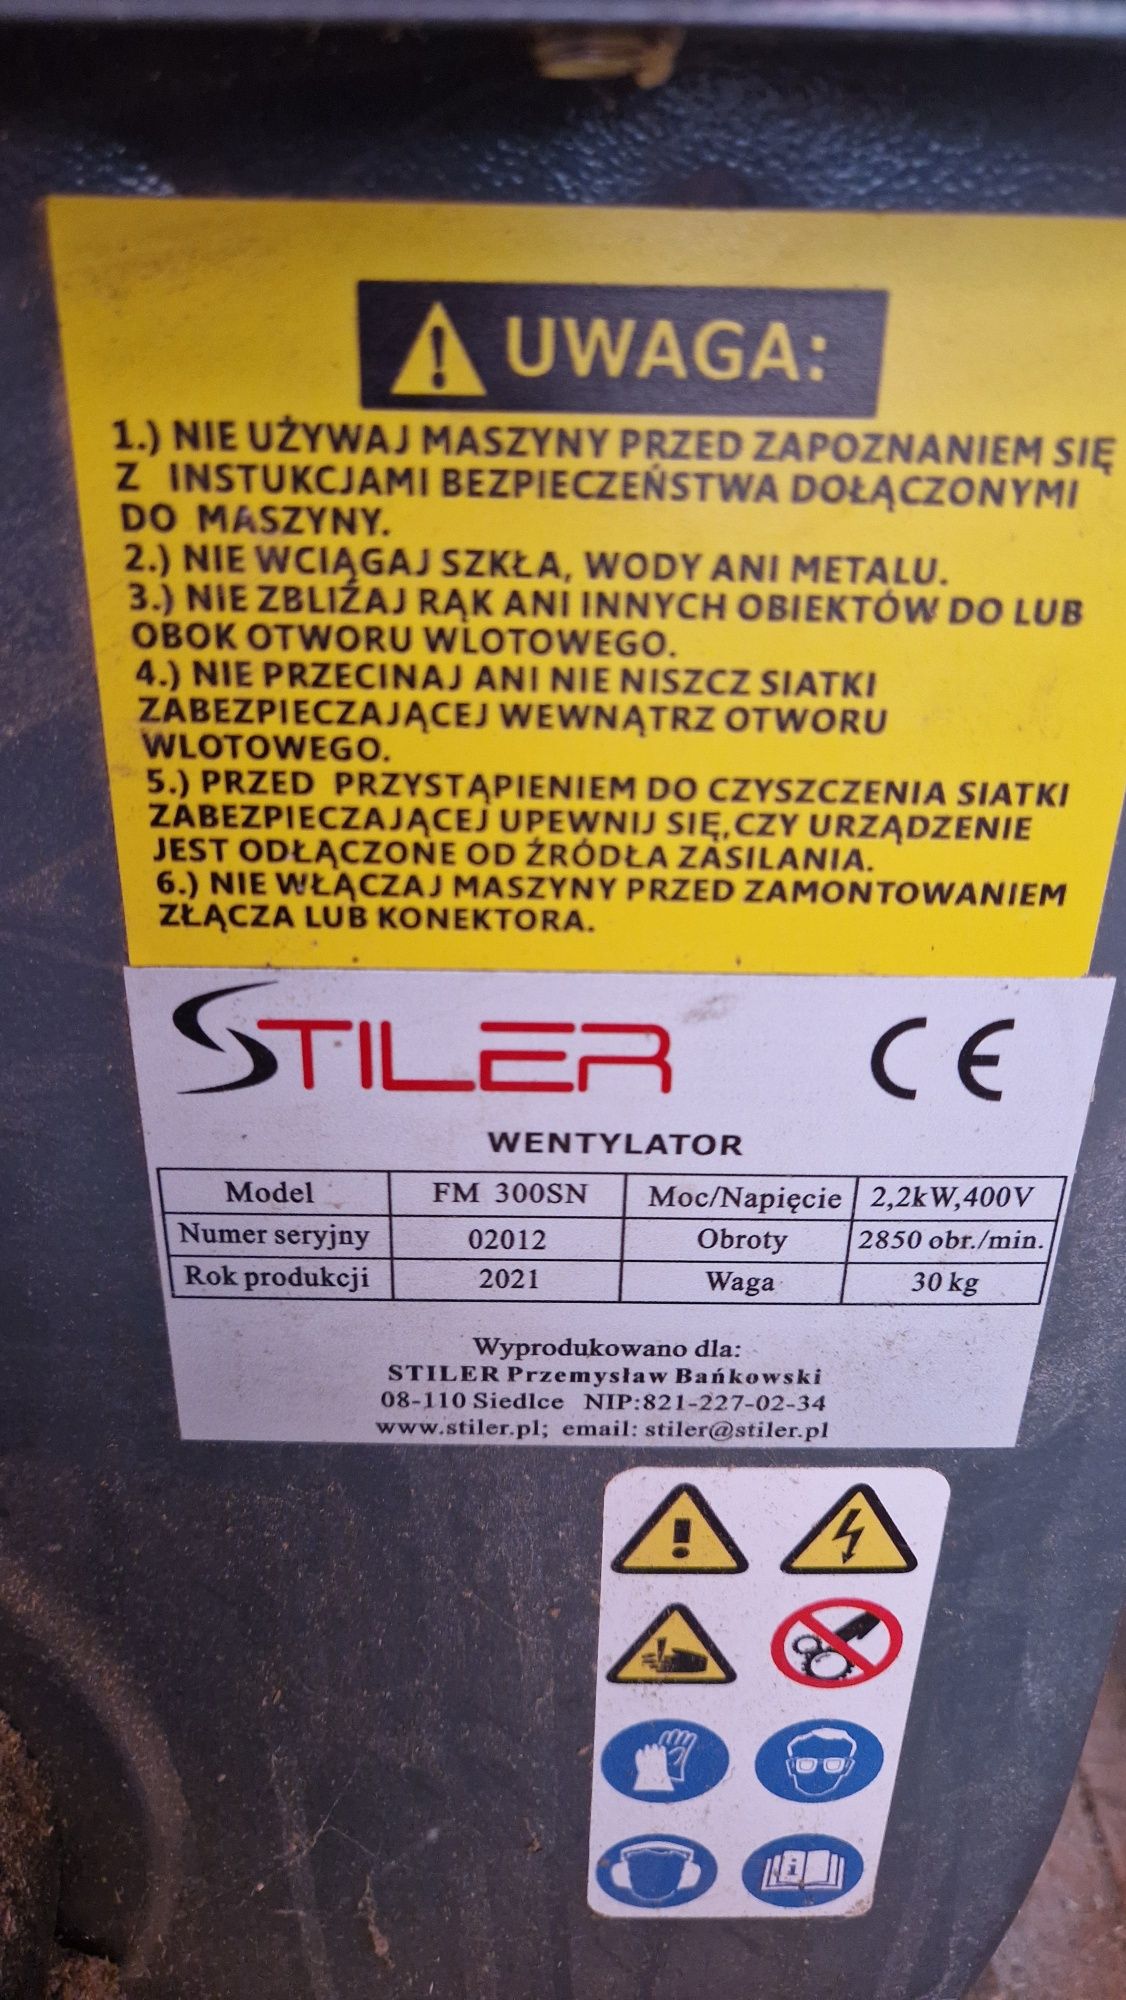 UWAGA:
1.) NIE UŻYWAJ MASZYNY PRZED ZAPOZNANIEM SIĘ
Z INSTUKCJAMI BEZPIECZEŃSTWA DOŁĄCZONYMI
DO MASZYNY.
2.) NIE WCIĄGAJ SZKŁA, WODY ANI METALU.
3.) NIE ZBLIŻAJ RĄK ANI INNYCH OBIEKTÓW DO LUB
OBOK OTWORU WLOTOWEGO.
4.) NIE PRZECINAJ ANI NIE NISZCZ SIATKI
ZABEZPIECZAJĄCEJ WEWNĄTRZ OTWORU
WLOTOWEGO.
5.) PRZED PRZYSTĄPIENIEM DO CZYSZCZENIA SIATKI
ZABEZPIECZAJĄCEJ UPEWNIJ SIĘ,CZY URZĄDZENIE
JEST ODŁĄCZONE OD ŹRÓDŁA ZASILANIA.
6.) NIE WŁĄCZAJ MASZYNY PRZED ZAMONTOWANIEM
ZŁĄCZA LUB KONEKTORA.
STILER CE
WENTYLATOR
Model FM 300SN Moc/Napięcie 2,2kW,400V
Numer seryjny 02012 Obroty 2850 obr./min.
Rok produkcji 2021 Waga 30 kg
Wyprodukowano dla:
STILER Przemysław Bańkowski
08-110 Siedlce NIP:821-227-02-34
www.stiler.pl; email: stiler@stiler.pl